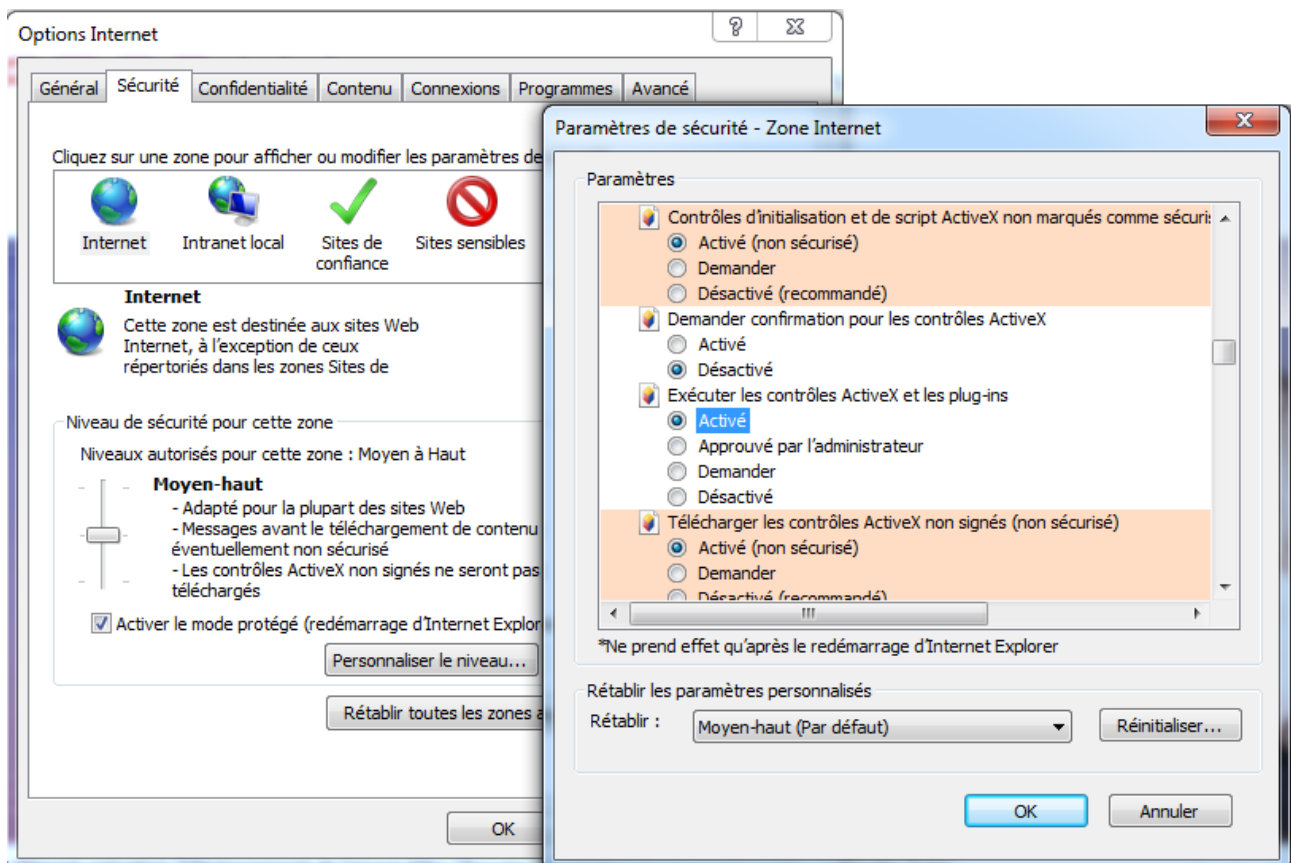 Options Internet
Général Sécurité Confidentialité Contenu Connexions Programmes Avancé
Cliquez sur une zone pour afficher ou modifier les paramètres de
Internet
Intranet local
Sites de
confiance
Sites sensibles
Internet
Cette zone est destinée aux sites Web
Internet, à l'exception de ceux
répertoriés dans les zones Sites de
Niveau de sécurité pour cette zone
Niveaux autorisés pour cette zone : Moyen à Haut
Moyen-haut
- Adapté pour la plupart des sites Web
- Messages avant le téléchargement de contenu
éventuellement non sécurisé
- Les contrôles ActiveX non signés ne seront pas
téléchargés
Activer le mode protégé (redémarrage d'Internet Explor
Personnaliser le niveau...
Rétablir toutes les zones a
OK
Paramètres de sécurité - Zone Internet
Paramètres
Contrôles d'initialisation et de script ActiveX non marqués comme sécuri
Activé (non sécurisé)
Demander
Désactivé (recommandé)
Demander confirmation pour les contrôles ActiveX
Activé
Désactivé
Exécuter les contrôles ActiveX et les plug-ins
Activé
Approuvé par l'administrateur
Demander
Désactivé
Télécharger les contrôles ActiveX non signés (non sécurisé)
Activé (non sécurisé)
Demander
Désactivé (recommandé)
*Ne prend effet qu'après le redémarrage d'Internet Explorer
Rétablir les paramètres personnalisés
Rétablir : Moyen-haut (Par défaut) Réinitialiser...
OK Annuler